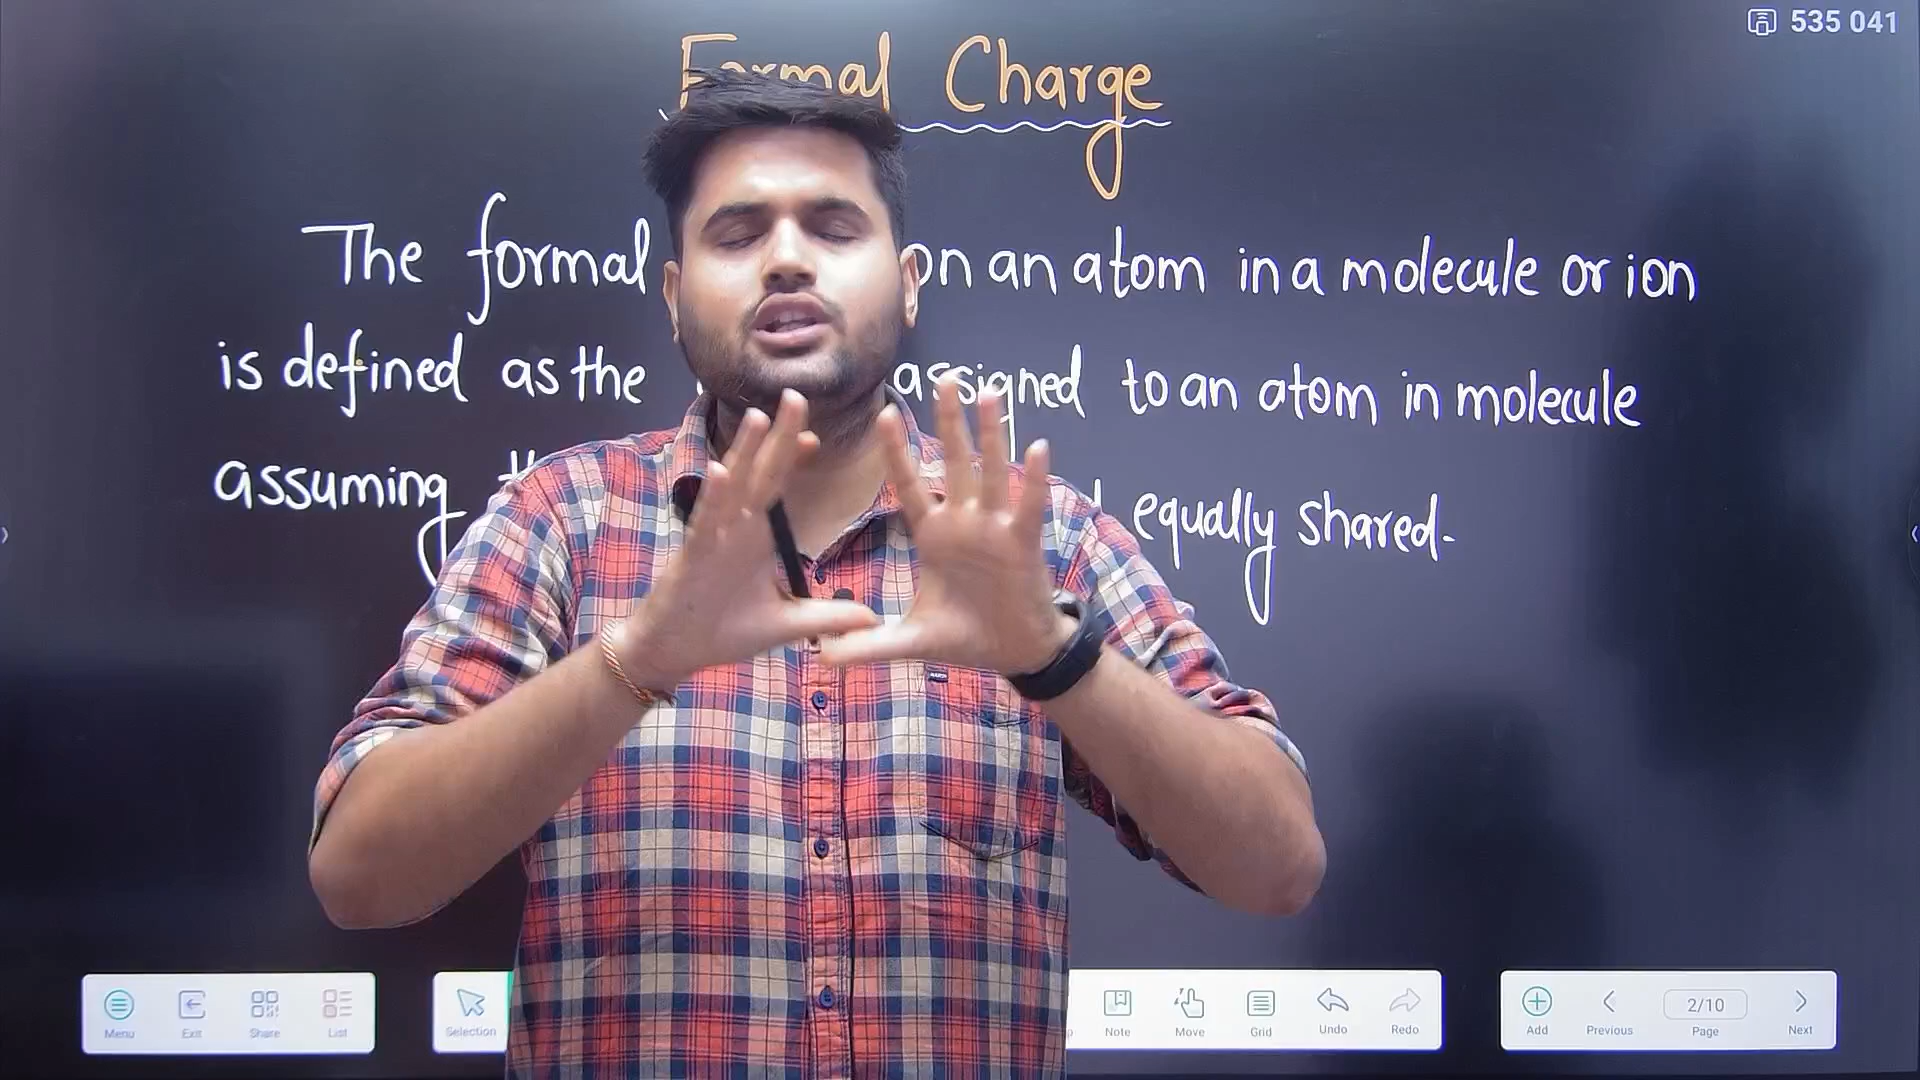 535 041
Formal Charge
The formal on an atom in a molecule or ion
is defined as the assigned to an atom in molecule
assuming equally shared.
Menu Exit Share List Selection Note Move Grid Undo Redo Add Previous 2/10 Page Next